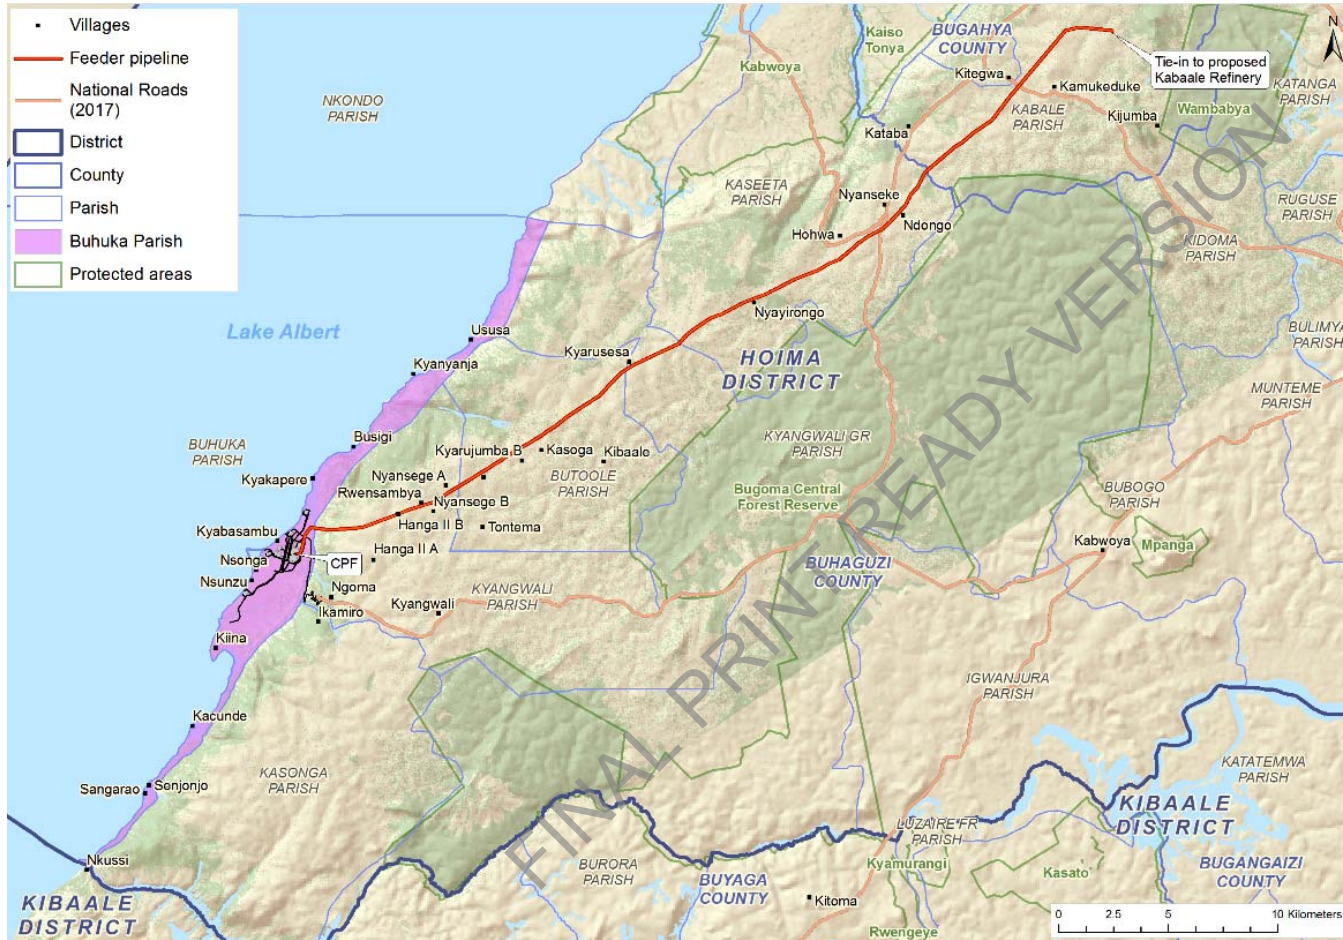 Villages
Feeder pipeline
National Roads
(2017)
District
County
Parish
Buhuka Parish
Protected areas
N
NKONDO
PARISH
Kabwoya
Kaiso
Tonya
BUGAHYA
COUNTY
Kitegwa
Tie-in to proposed
Kabaale Refinery
Kamukeduke
KABALE
PARISH
KATANGA
PARISH
Wambabya
Kijumba
Kataba
KASEETA
PARISH
Nyanseke
Ndongo
Hohwa
RUGUSE
PARISH
KIDOMA
PARISH
Nyayirongo
Lake Albert
Ususa
BULIMYA
PARISH
Kyanyanja
Kyarusesa
HOIMA
DISTRICT
MUNTEME
PARISH
BUHUKA
PARISH
Busigi
KYANGWALI GR
PARISH
Kyarujumba B
Kasoga
Kibaale
BUTOOLE
PARISH
Kyakapere
Nyansege A
Rwensambya
Nyansege B
Bugoma Central
Forest Reserve
BUBOGO
PARISH
Hanga II B
Tontema
Kyabasambu
Hanga II A
CPF
Nsonga
Nsunzu
Kabwoya
Mpanga
BUHAGUZI
COUNTY
Ngoma
Ikamiro
Kyangwali
KYANGWALI
PARISH
Kiina
IGWANJURA
PARISH
Kacunde
KASONGA
PARISH
Senjonjo
Sangarao
KATATEMWA
PARISH
KIBAALE
DISTRICT
LUZAIRE FR
PARISH
Nkussi
BURORA
PARISH
Kyamurangi
Kasato
BUGANGAIZI
COUNTY
BUYAGA
COUNTY
Kitoma
KIBAALE
DISTRICT
Rwengeye
0 2.5 5 10 Kilometers
FINAL PRINT READY VERSION